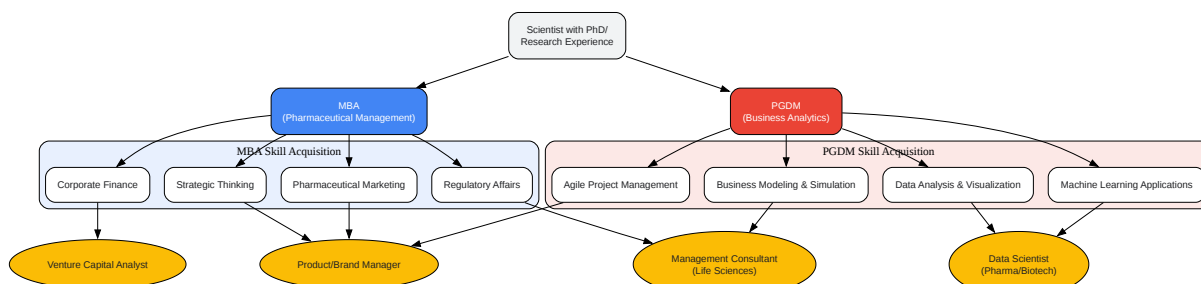 Scientist with PhD/
Research Experience
MBA
(Pharmaceutical Management)
PGDM
(Business Analytics)
MBA Skill Acquisition
PGDM Skill Acquisition
Corporate Finance
Strategic Thinking
Pharmaceutical Marketing
Regulatory Affairs
Agile Project Management
Business Modeling & Simulation
Data Analysis & Visualization
Machine Learning Applications
Venture Capital Analyst
Product/Brand Manager
Management Consultant
(Life Sciences)
Data Scientist
(Pharma/Biotech)